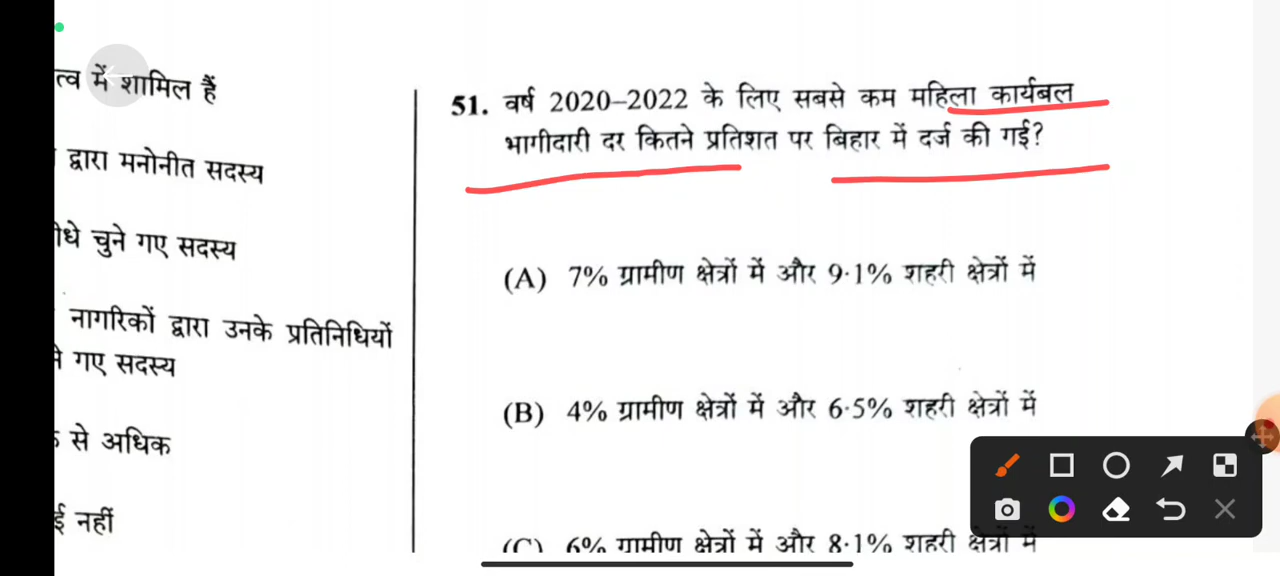 में शामिल हैं
द्वारा मनोनीत सदस्य
चुने गए सदस्य
नागरिकों द्वारा उनके प्रतिनिधियों
गए सदस्य
से अधिक
नहीं
51. वर्ष 2020–2022 के लिए सबसे कम महिला कार्यबल
भागीदारी दर कितने प्रतिशत पर बिहार में दर्ज की गई?
(A) 7% ग्रामीण क्षेत्रों में और 9·1% शहरी क्षेत्रों में
(B) 4% ग्रामीण क्षेत्रों में और 6·5% शहरी क्षेत्रों में
(C) 6% ग्रामीण क्षेत्रों में और 8·1% शहरी क्षेत्रों में